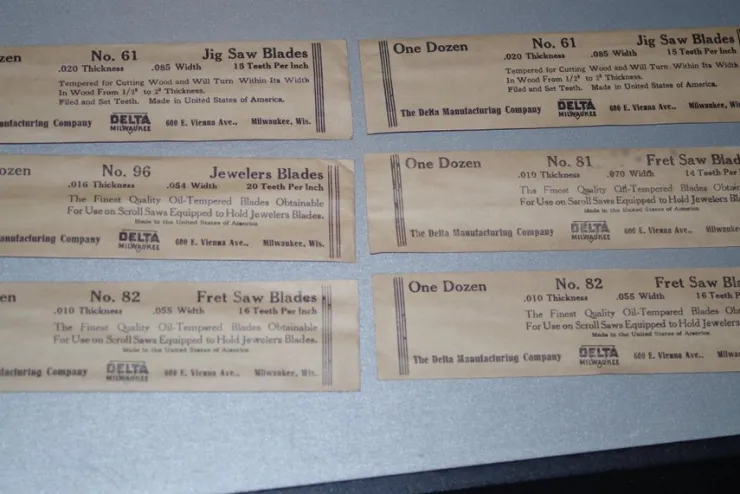 zen No. 61 Jig Saw Blades
.020 Thickness .085 Width 15 Teeth Per Inch
Tempered for Cutting Wood and Will Turn Within Its Width
In Wood From 1/2" to 2" Thickness.
Filed and Set Teeth. Made in United States of America.
nufacturing Company DELTA MILWAUKEE 600 E. Vienna Ave., Milwaukee, Wis.
One Dozen No. 61 Jig Saw Blades
.020 Thickness .085 Width 15 Teeth Per Inch
Tempered for Cutting Wood and Will Turn Within Its Width
In Wood From 1/2" to 2" Thickness.
Filed and Set Teeth. Made in United States of America.
The Delta Manufacturing Company DELTA MILWAUKEE 600 E. Vienna Ave., Milwaukee, Wis.
ozen No. 96 Jewelers Blades
.016 Thickness .054 Width 20 Teeth Per Inch
The Finest Quality Oil-Tempered Blades Obtainable
For Use on Scroll Saws Equipped to Hold Jewelers Blades.
Made in the United States of America
anufacturing Company DELTA MILWAUKEE 600 E. Vienna Ave., Milwaukee, Wis.
One Dozen No. 81 Fret Saw Bla
.019 Thickness .070 Width 14 Teeth Per
The Finest Quality Oil-Tempered Blades Obtai
For Use on Scroll Saws Equipped to Hold Jewelers Bl
Made in the United States of America
The Delta Manufacturing Company DELTA MILWAUKEE 600 E. Vienna Ave., Milwaukee,
en No. 82 Fret Saw Blades
.010 Thickness .055 Width 16 Teeth Per Inch
The Finest Quality Oil-Tempered Blades Obtainable
For Use on Scroll Saws Equipped to Hold Jewelers Blades.
Made in the United States of America
ufacturing Company DELTA MILWAUKEE 600 E. Vienna Ave., Milwaukee, Wis.
One Dozen No. 82 Fret Saw Bla
.010 Thickness .055 Width 16 Teeth P
The Finest Quality Oil-Tempered Blades Obt
For Use on Scroll Saws Equipped to Hold Jewelers
Made in the United States of America
The Delta Manufacturing Company DELTA MILWAUKEE 600 E. Vienna Ave., Milwa